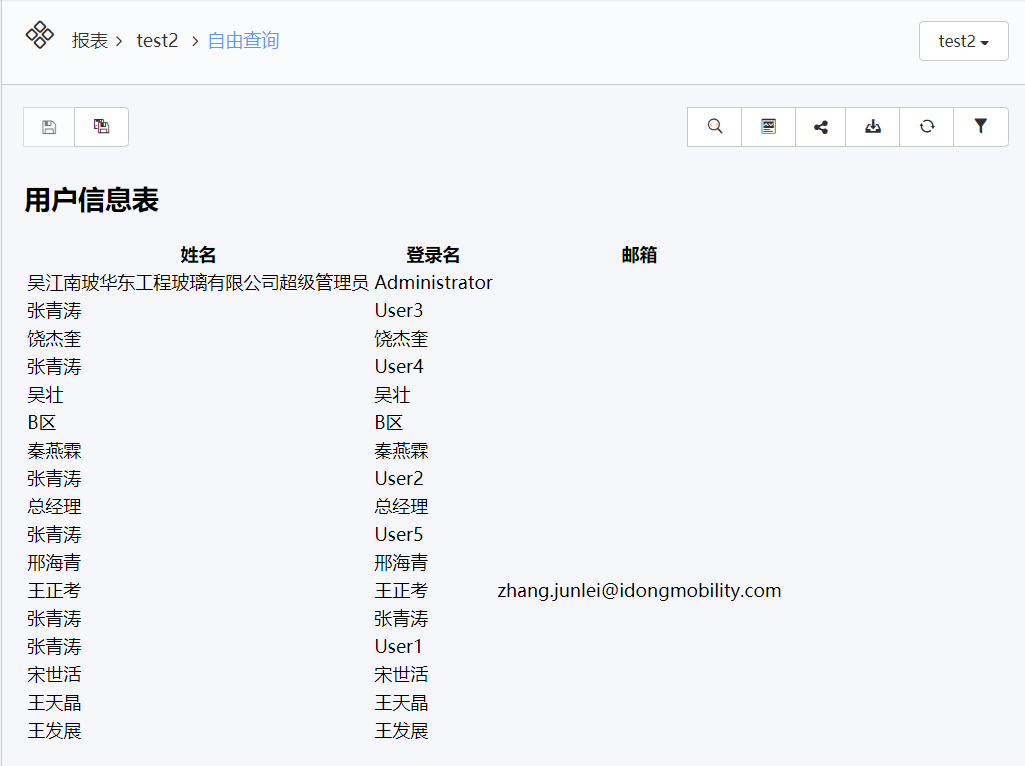 报表 > test2 > 自由查询
test2
用户信息表
姓名 登录名 邮箱
吴江南玻华东工程玻璃有限公司超级管理员 Administrator
张青涛 User3
饶杰奎 饶杰奎
张青涛 User4
吴壮 吴壮
B区 B区
秦燕霖 秦燕霖
张青涛 User2
总经理 总经理
张青涛 User5
邢海青 邢海青
王正考 王正考 zhang.junlei@idongmobility.com
张青涛 张青涛
张青涛 User1
宋世活 宋世活
王天晶 王天晶
王发展 王发展